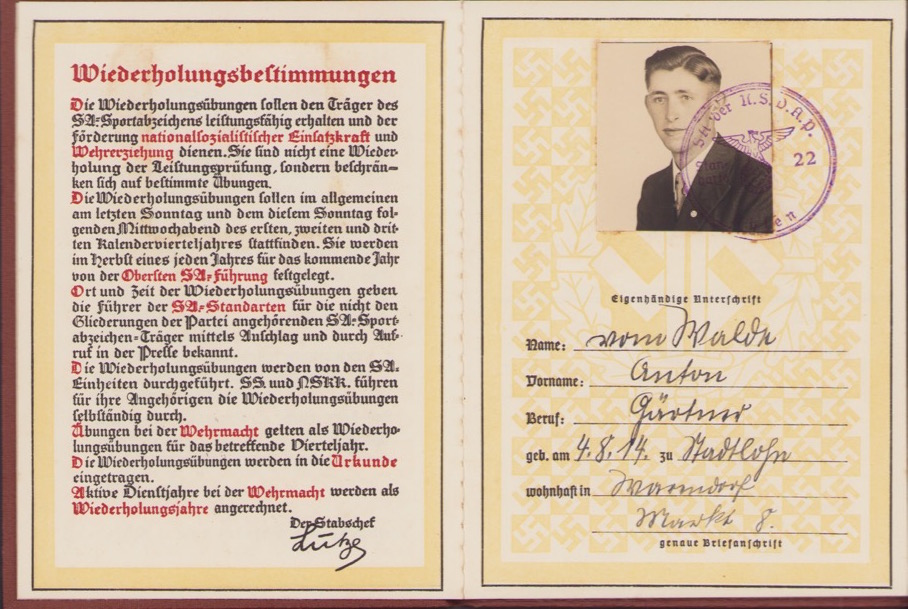 Wiederholungsbestimmungen
Die Wiederholungsübungen sollen den Träger des
SA-Sportabzeichens leistungsfähig erhalten und der
Förderung nationalsozialistischer Einsatzkraft und
Wehrerziehung dienen. Sie sind nicht eine Wieder-
holung der Leistungsprüfung, sondern beschrän-
ken sich auf bestimmte Übungen.
Die Wiederholungsübungen sollen im allgemeinen
am letzten Sonntag und dem diesem Sonntag fol-
genden Mittwochabend des ersten, zweiten und drit-
ten Kalendervierteljahres stattfinden. Sie werden
im Herbst eines jeden Jahres für das kommende Jahr
von der Obersten SA-Führung festgelegt.
Ort und Zeit der Wiederholungsübungen geben
die Führer der SA-Standarten für die nicht den
Gliederungen der Partei angehörenden SA-Sport-
abzeichen-Träger mittels Anschlag und durch Auf-
ruf in der Presse bekannt.
Die Wiederholungsübungen werden von den SA-
Einheiten durchgeführt. SS. und NSKK. führen
für ihre Angehörigen die Wiederholungsübungen
selbständig durch.
Übungen bei der Wehrmacht gelten als Wiederho-
lungsübungen für das betreffende Vierteljahr.
Die Wiederholungsübungen werden in die Urkunde
eingetragen.
Aktive Dienstjahre bei der Wehrmacht werden als
Wiederholungsjahre angerechnet.
Der Stabschef
Lutze
SA der N.S.D.A.P.
22
Eigenhändige Unterschrift
Name: vom Walde
Vorname: Anton
Beruf: Gärtner
geb. am 4.8.14. zu Stadtlohn
wohnhaft in Warendorf
Markt 8.
genaue Briefanschrift